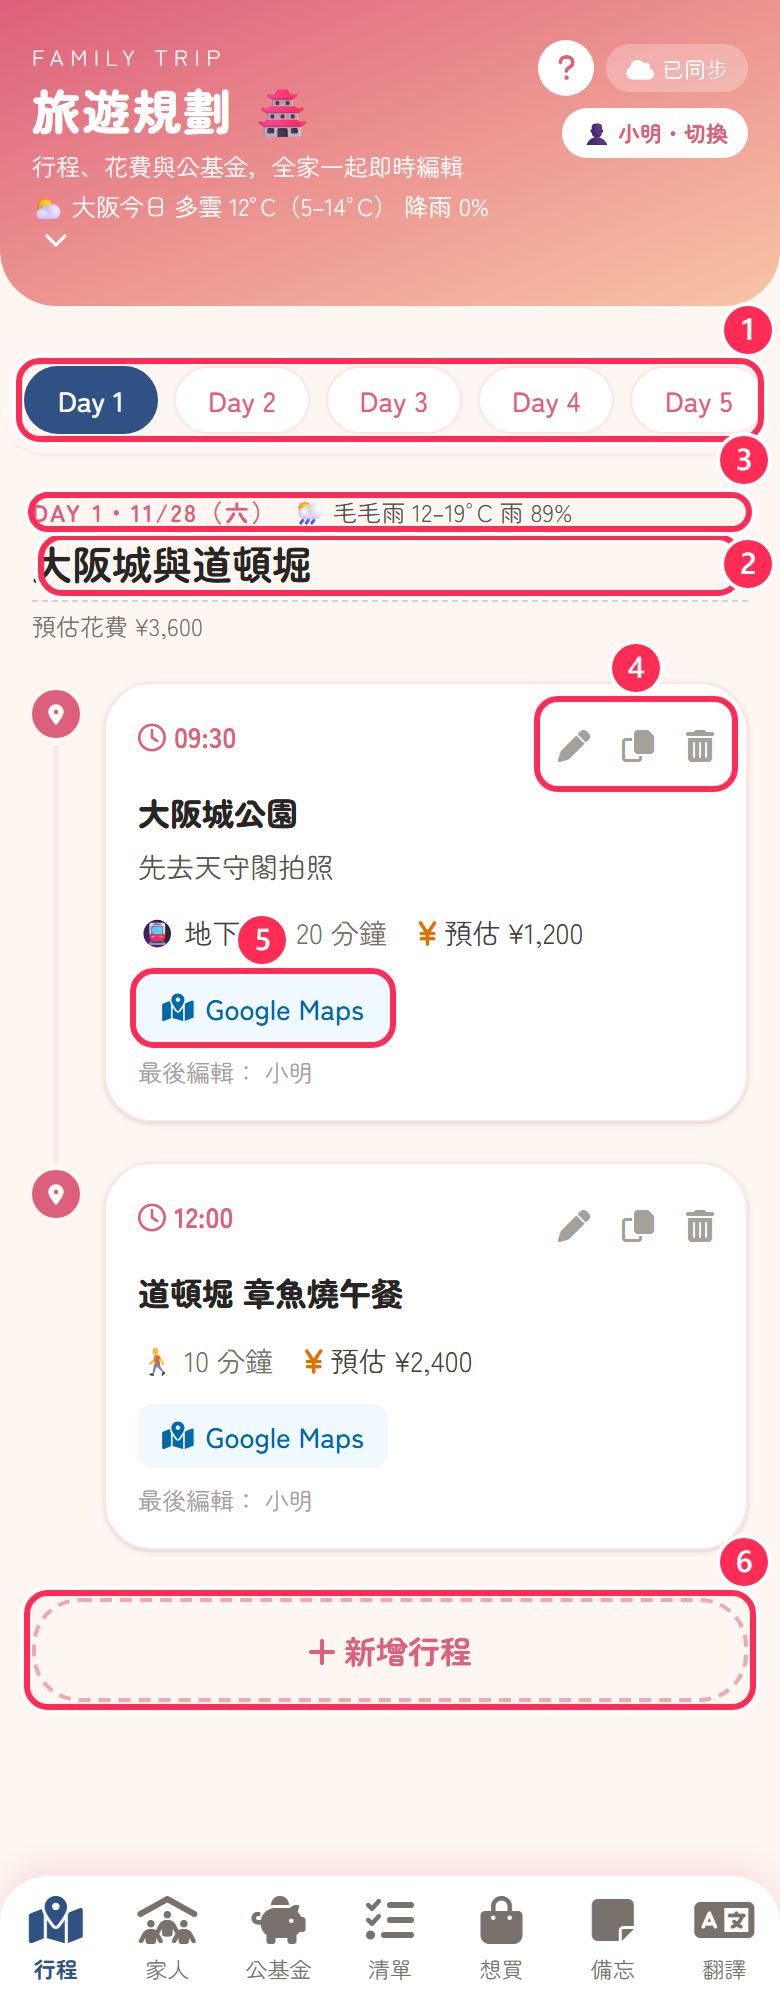 FAMILY TRIP
旅遊規劃
? 已同步
小明・切換
行程、花費與公基金，全家一起即時編輯
大阪今日 多雲 12°C（5–14°C） 降雨 0%
1
Day 1 Day 2 Day 3 Day 4 Day 5
3
DAY 1・11/28（六） 毛毛雨 12–19°C 雨 89%
大阪城與道頓堀
2
預估花費 ¥3,600
4
09:30
大阪城公園
先去天守閣拍照
地下 5 20 分鐘 ¥ 預估 ¥1,200
Google Maps
最後編輯： 小明
12:00
道頓堀 章魚燒午餐
10 分鐘 ¥ 預估 ¥2,400
Google Maps
最後編輯： 小明
6
+ 新增行程
行程 家人 公基金 清單 想買 備忘 A 文 翻譯